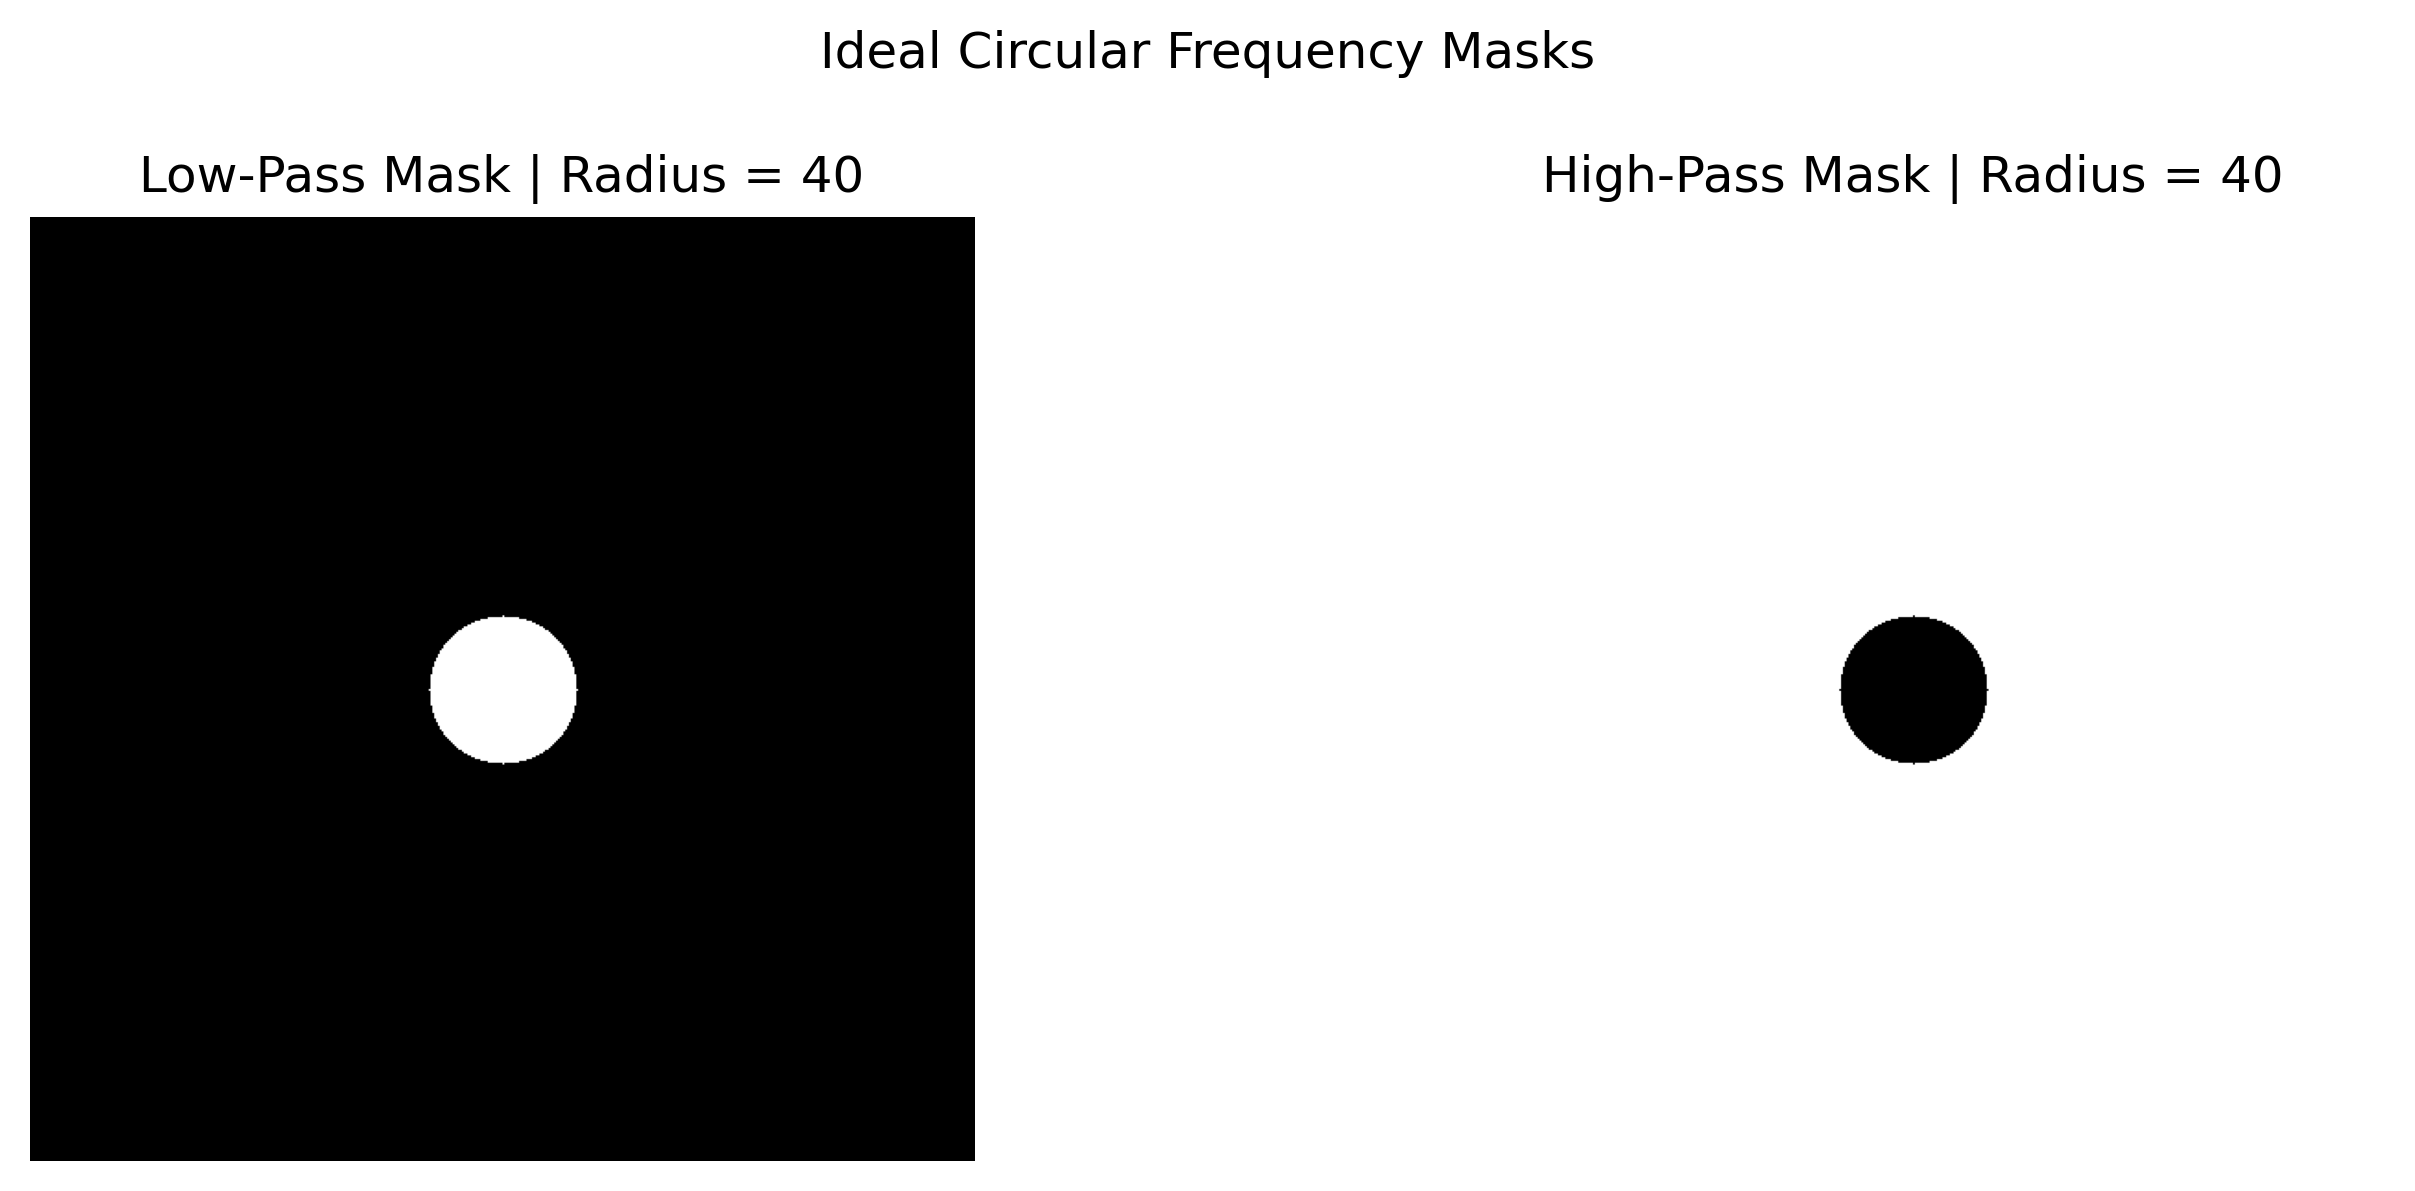 Ideal Circular Frequency Masks
Low-Pass Mask | Radius = 40
High-Pass Mask | Radius = 40